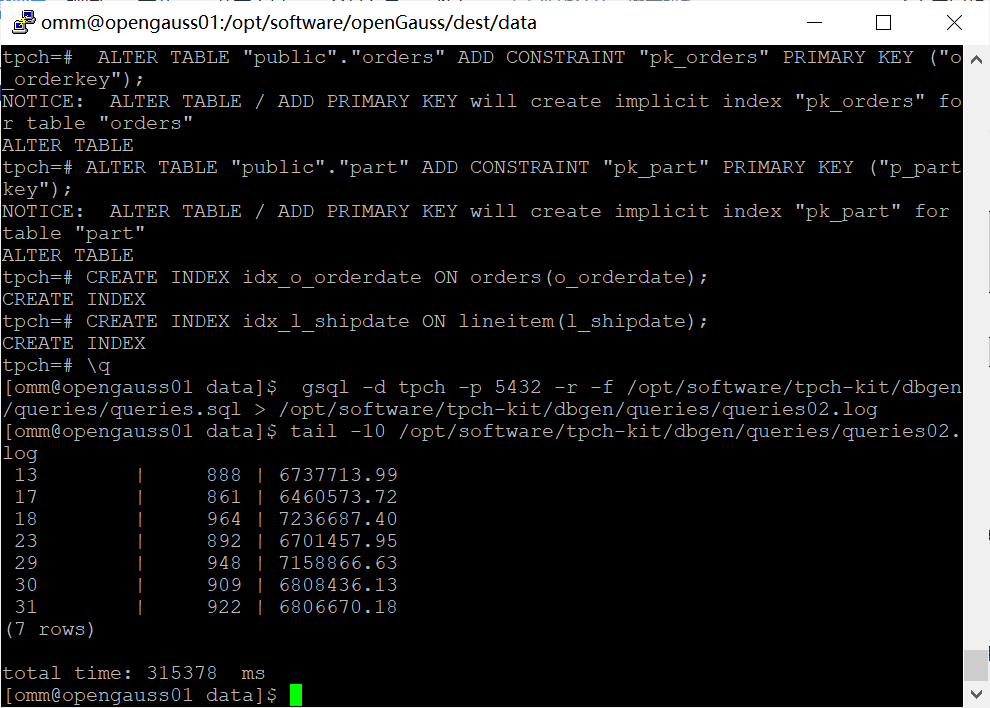 omm@opengauss01:/opt/software/openGauss/dest/data
tpch=#  ALTER TABLE "public"."orders" ADD CONSTRAINT "pk_orders" PRIMARY KEY ("o
_orderkey");
NOTICE:  ALTER TABLE / ADD PRIMARY KEY will create implicit index "pk_orders" fo
r table "orders"
ALTER TABLE
tpch=# ALTER TABLE "public"."part" ADD CONSTRAINT "pk_part" PRIMARY KEY ("p_part
key");
NOTICE:  ALTER TABLE / ADD PRIMARY KEY will create implicit index "pk_part" for
table "part"
ALTER TABLE
tpch=# CREATE INDEX idx_o_orderdate ON orders(o_orderdate);
CREATE INDEX
tpch=# CREATE INDEX idx_l_shipdate ON lineitem(l_shipdate);
CREATE INDEX
tpch=# \q
[omm@opengauss01 data]$  gsql -d tpch -p 5432 -r -f /opt/software/tpch-kit/dbgen
/queries/queries.sql > /opt/software/tpch-kit/dbgen/queries/queries02.log
[omm@opengauss01 data]$ tail -10 /opt/software/tpch-kit/dbgen/queries/queries02.
log
 13        |     888 | 6737713.99
 17        |     861 | 6460573.72
 18        |     964 | 7236687.40
 23        |     892 | 6701457.95
 29        |     948 | 7158866.63
 30        |     909 | 6808436.13
 31        |     922 | 6806670.18
(7 rows)
total time: 315378  ms
[omm@opengauss01 data]$